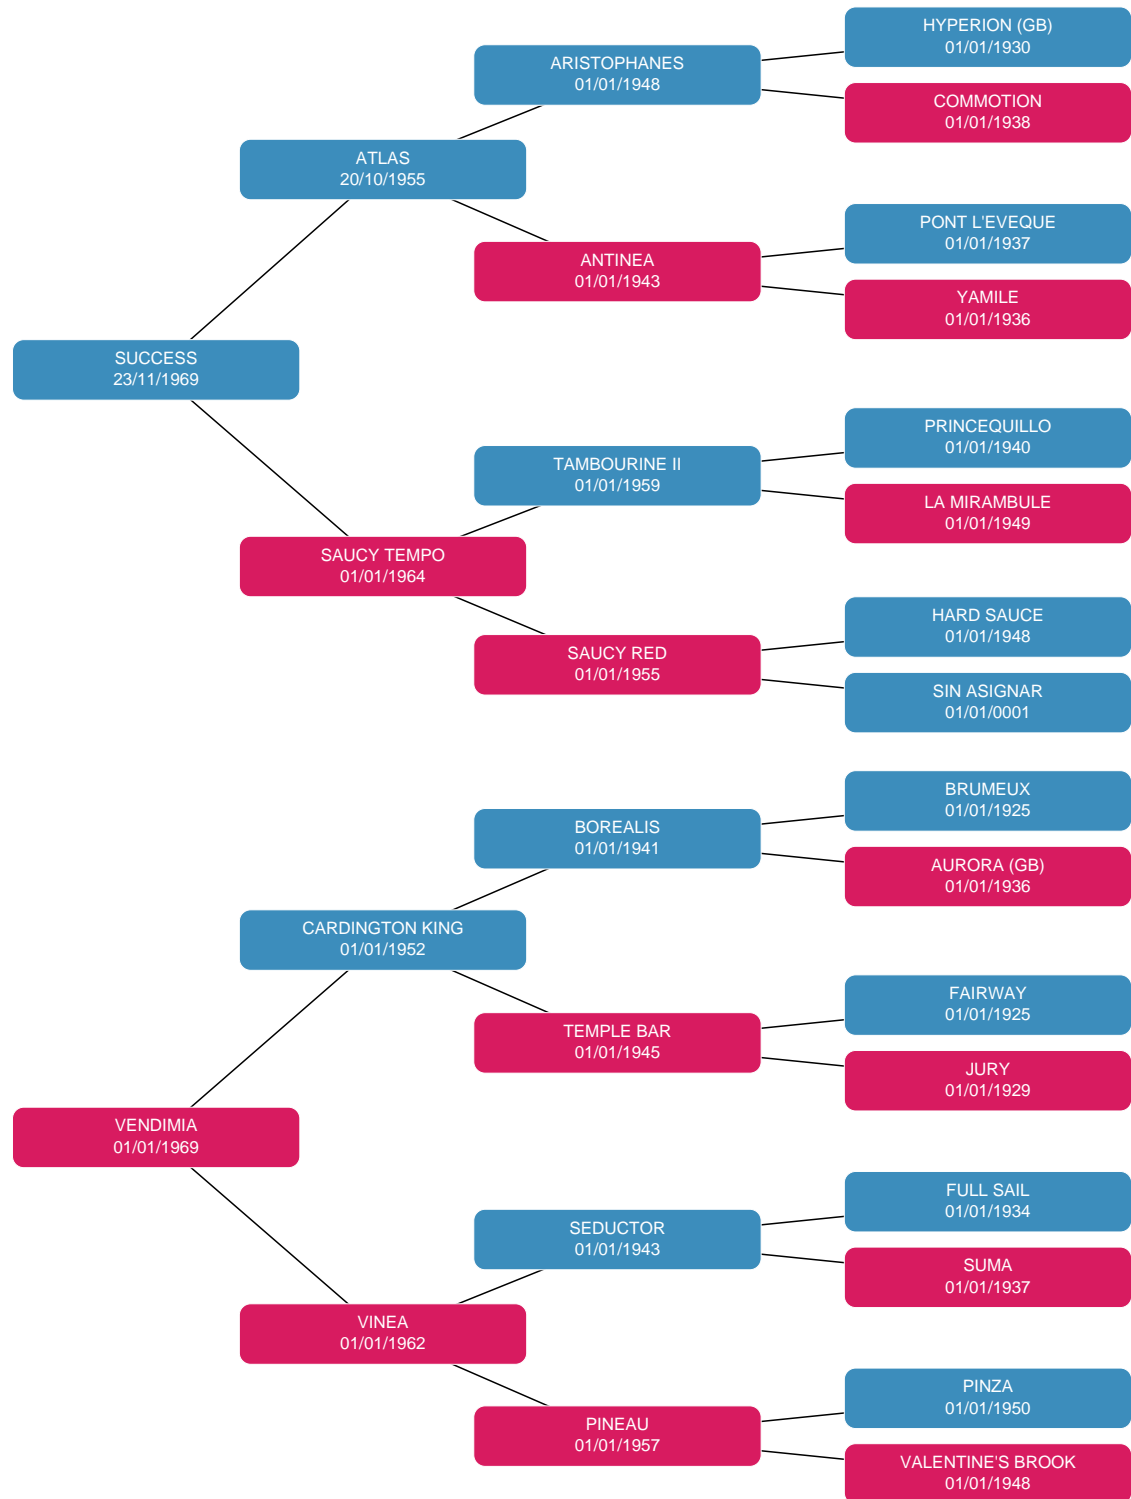 HYPERION (GB)
01/01/1930
ARISTOPHANES
01/01/1948
COMMOTION
01/01/1938
ATLAS
20/10/1955
PONT L'EVEQUE
01/01/1937
ANTINEA
01/01/1943
YAMILE
01/01/1936
SUCCESS
23/11/1969
PRINCEQUILLO
01/01/1940
TAMBOURINE II
01/01/1959
LA MIRAMBULE
01/01/1949
SAUCY TEMPO
01/01/1964
HARD SAUCE
01/01/1948
SAUCY RED
01/01/1955
SIN ASIGNAR
01/01/0001
BRUMEUX
01/01/1925
BOREALIS
01/01/1941
AURORA (GB)
01/01/1936
CARDINGTON KING
01/01/1952
FAIRWAY
01/01/1925
TEMPLE BAR
01/01/1945
JURY
01/01/1929
VENDIMIA
01/01/1969
FULL SAIL
01/01/1934
SEDUCTOR
01/01/1943
SUMA
01/01/1937
VINEA
01/01/1962
PINZA
01/01/1950
PINEAU
01/01/1957
VALENTINE'S BROOK
01/01/1948